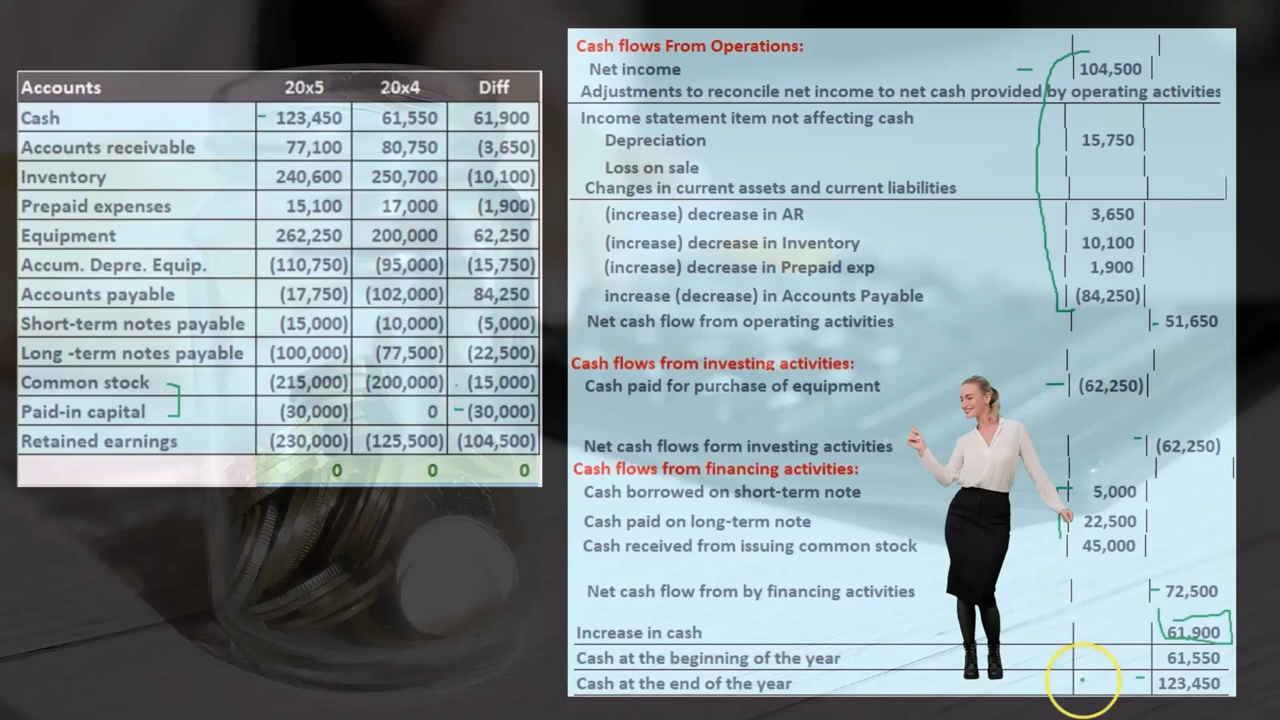 Accounts 20x5 20x4 Diff
Cash 123,450 61,550 61,900
Accounts receivable 77,100 80,750 (3,650)
Inventory 240,600 250,700 (10,100)
Prepaid expenses 15,100 17,000 (1,900)
Equipment 262,250 200,000 62,250
Accum. Depre. Equip. (110,750) (95,000) (15,750)
Accounts payable (17,750) (102,000) 84,250
Short-term notes payable (15,000) (10,000) (5,000)
Long -term notes payable (100,000) (77,500) (22,500)
Common stock (215,000) (200,000) (15,000)
Paid-in capital (30,000) 0 (30,000)
Retained earnings (230,000) (125,500) (104,500)
0 0 0
Cash flows From Operations:
Net income 104,500
Adjustments to reconcile net income to net cash provided by operating activities
Income statement item not affecting cash
Depreciation 15,750
Loss on sale
Changes in current assets and current liabilities
(increase) decrease in AR 3,650
(increase) decrease in Inventory 10,100
(increase) decrease in Prepaid exp 1,900
increase (decrease) in Accounts Payable (84,250)
Net cash flow from operating activities 51,650
Cash flows from investing activities:
Cash paid for purchase of equipment (62,250)
Net cash flows form investing activities (62,250)
Cash flows from financing activities:
Cash borrowed on short-term note 5,000
Cash paid on long-term note 22,500
Cash received from issuing common stock 45,000
Net cash flow from by financing activities 72,500
Increase in cash 61,900
Cash at the beginning of the year 61,550
Cash at the end of the year 123,450